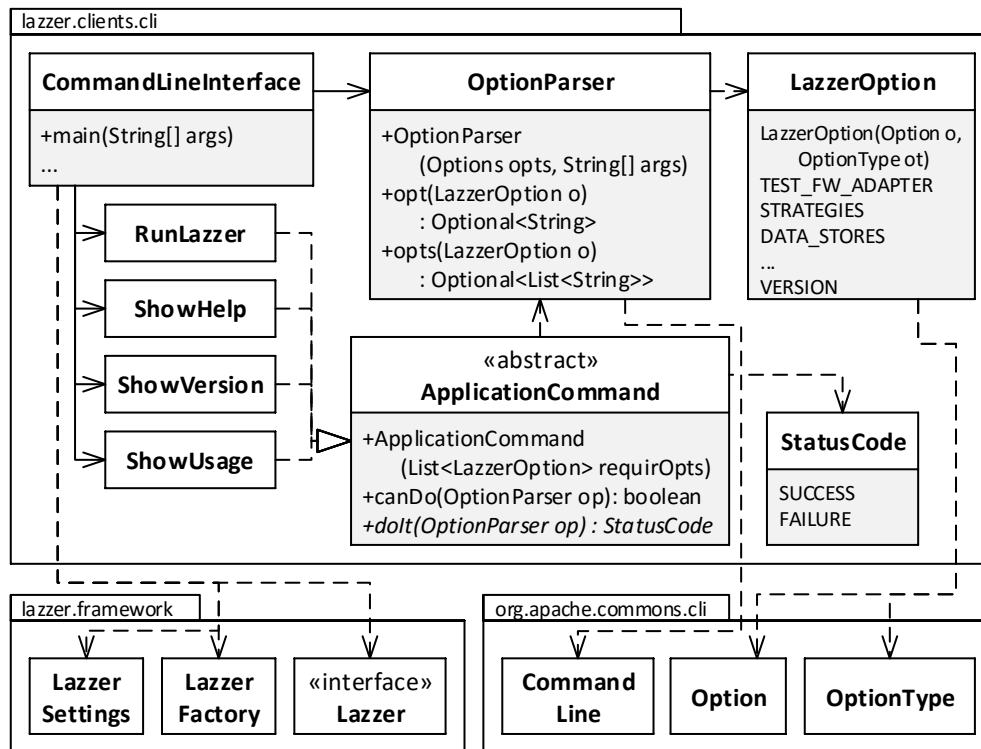 lazzer.clients.cli
CommandLineInterface
+main(String[] args)
...
OptionParser
+OptionParser
(Options opts, String[] args)
+opt(LazzerOption o)
: Optional<String>
+opts(LazzerOption o)
: Optional<List<String>>
LazzerOption
LazzerOption(Option o,
OptionType ot)
TEST_FW_ADAPTER
STRATEGIES
DATA_STORES
...
VERSION
RunLazzer
ShowHelp
ShowVersion
ShowUsage
«abstract»
ApplicationCommand
+ApplicationCommand
(List<LazzerOption> requirOpts)
+canDo(OptionParser op): boolean
+doIt(OptionParser op) : StatusCode
StatusCode
SUCCESS
FAILURE
lazzer.framework
Lazzer
Settings
Lazzer
Factory
«interface»
Lazzer
org.apache.commons.cli
Command
Line
Option
OptionType